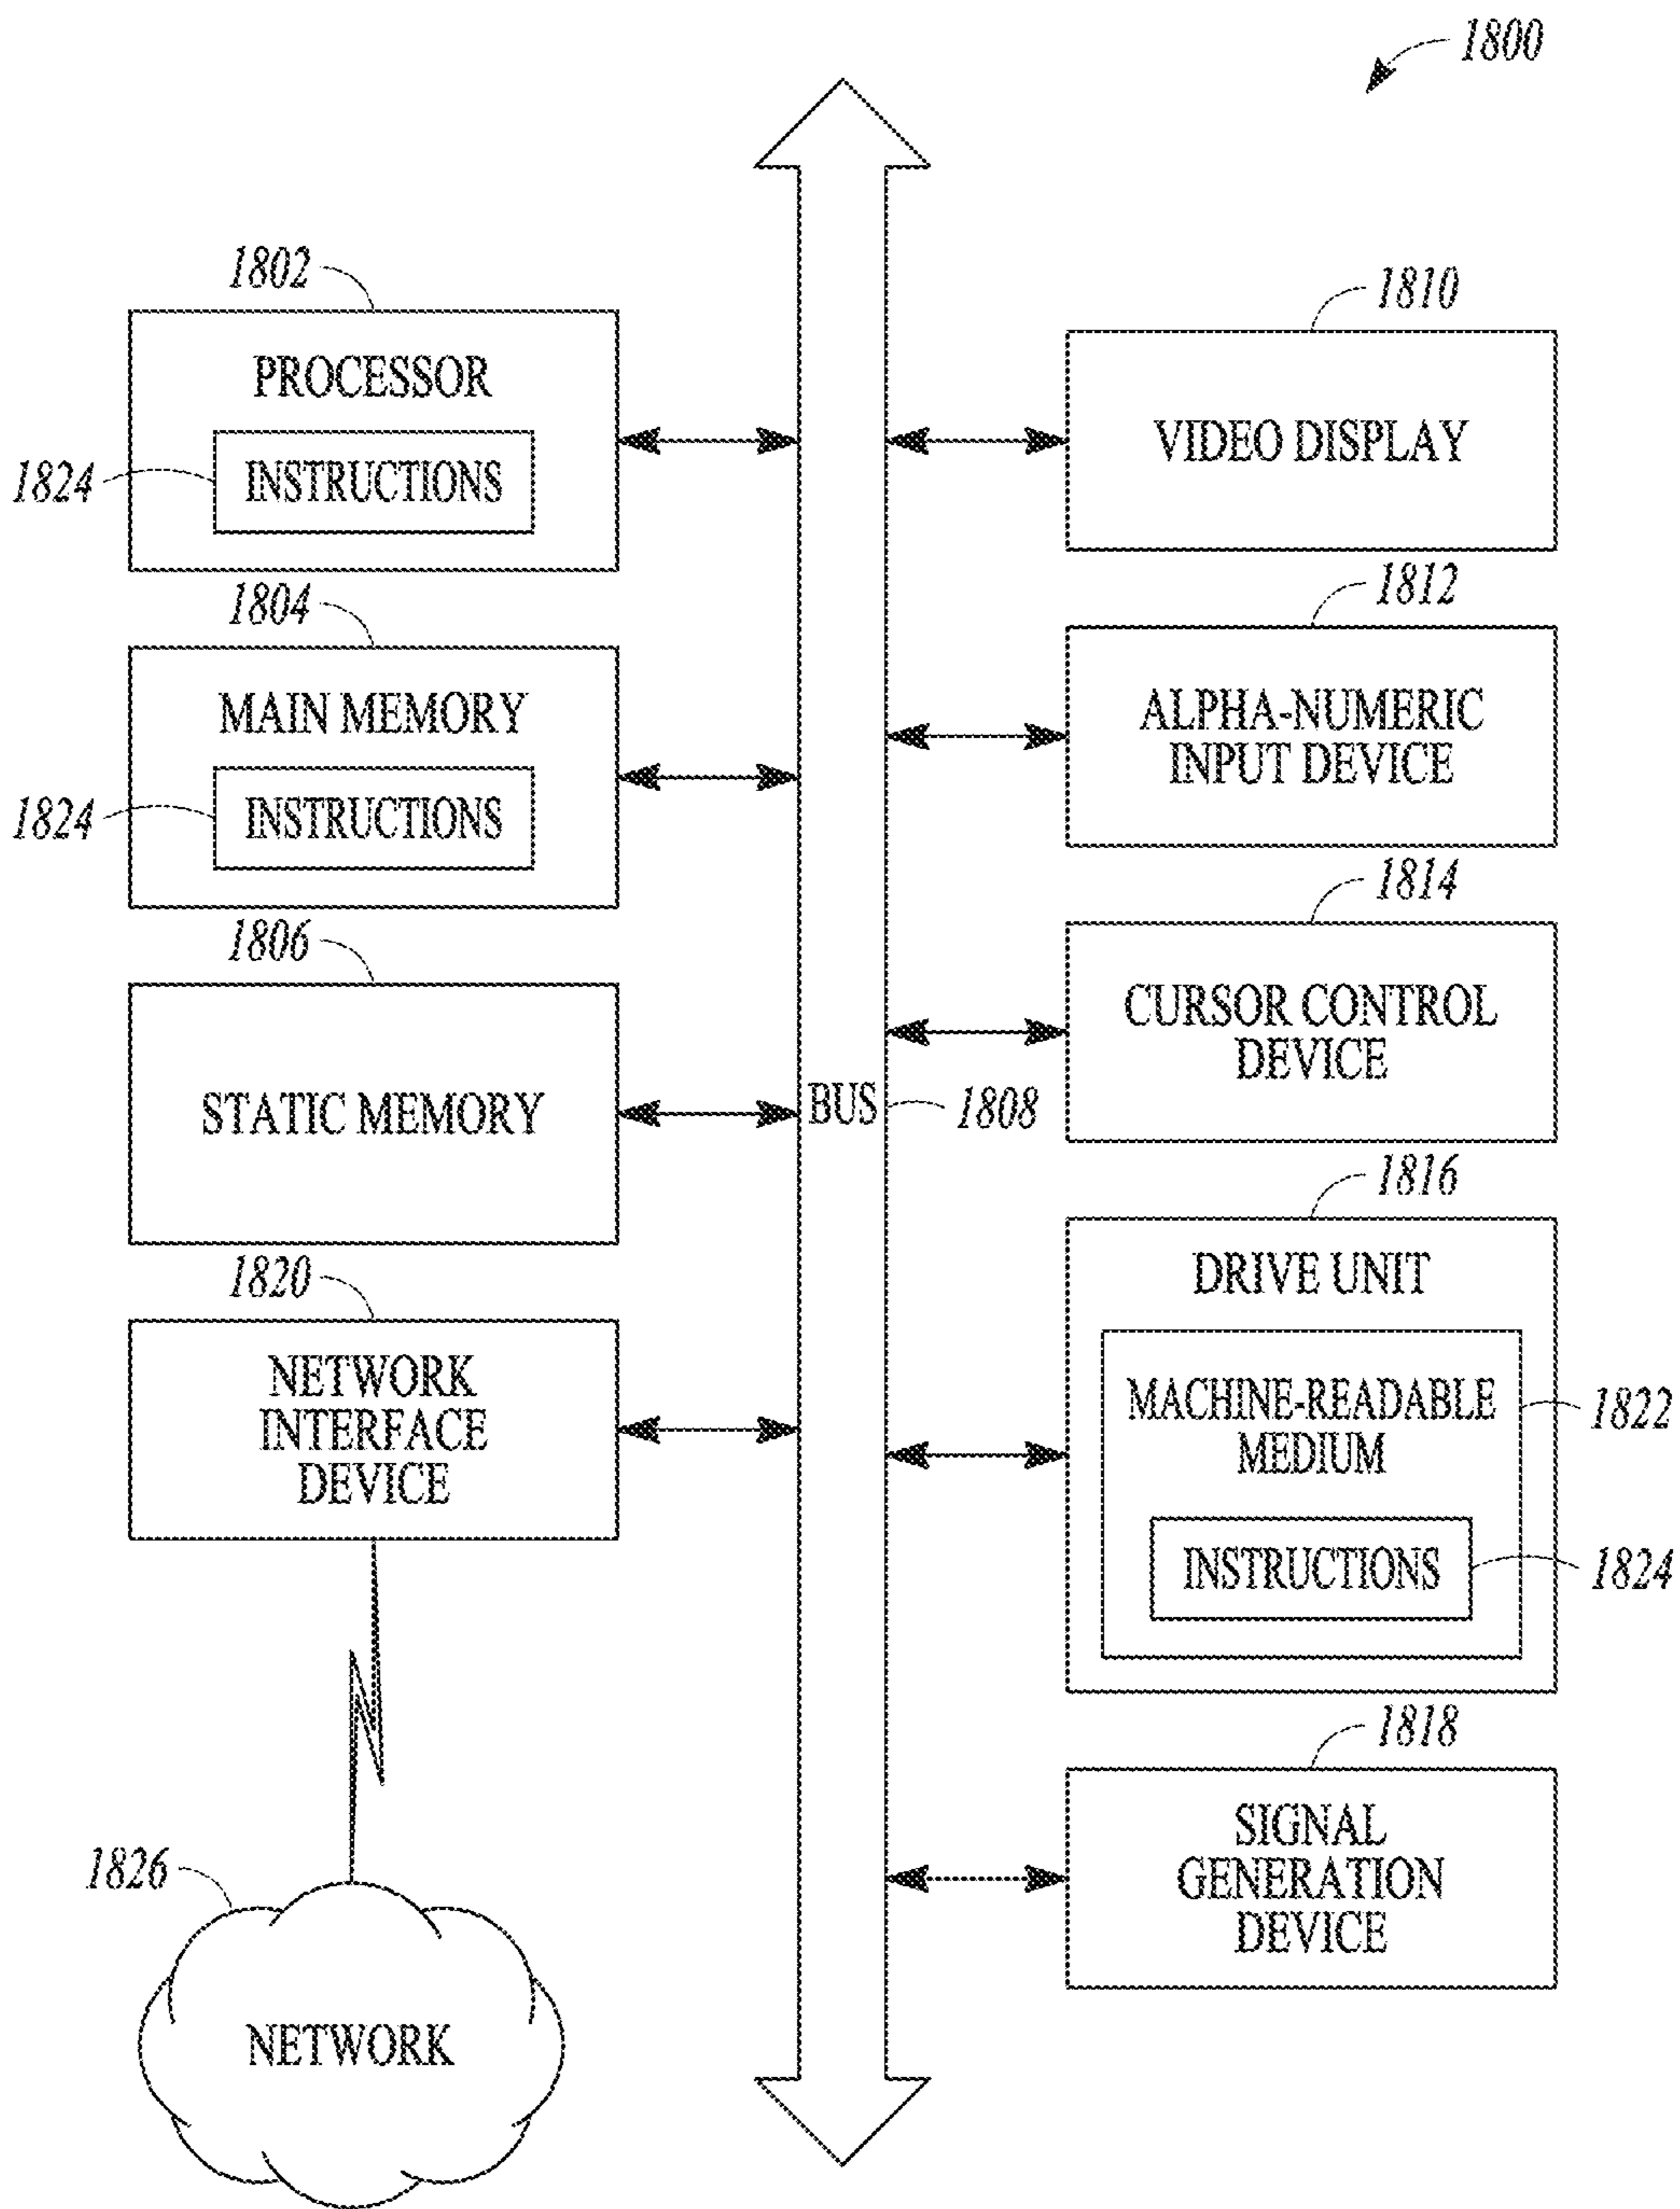 1800
1802
PROCESSOR
1824
INSTRUCTIONS
1804
MAIN MEMORY
1824
INSTRUCTIONS
1806
STATIC MEMORY
1820
NETWORK
INTERFACE
DEVICE
1826
NETWORK
BUS
1808
1810
VIDEO DISPLAY
1812
ALPHA-NUMERIC
INPUT DEVICE
1814
CURSOR CONTROL
DEVICE
1816
DRIVE UNIT
MACHINE-READABLE
MEDIUM
1822
INSTRUCTIONS
1824
1818
SIGNAL
GENERATION
DEVICE